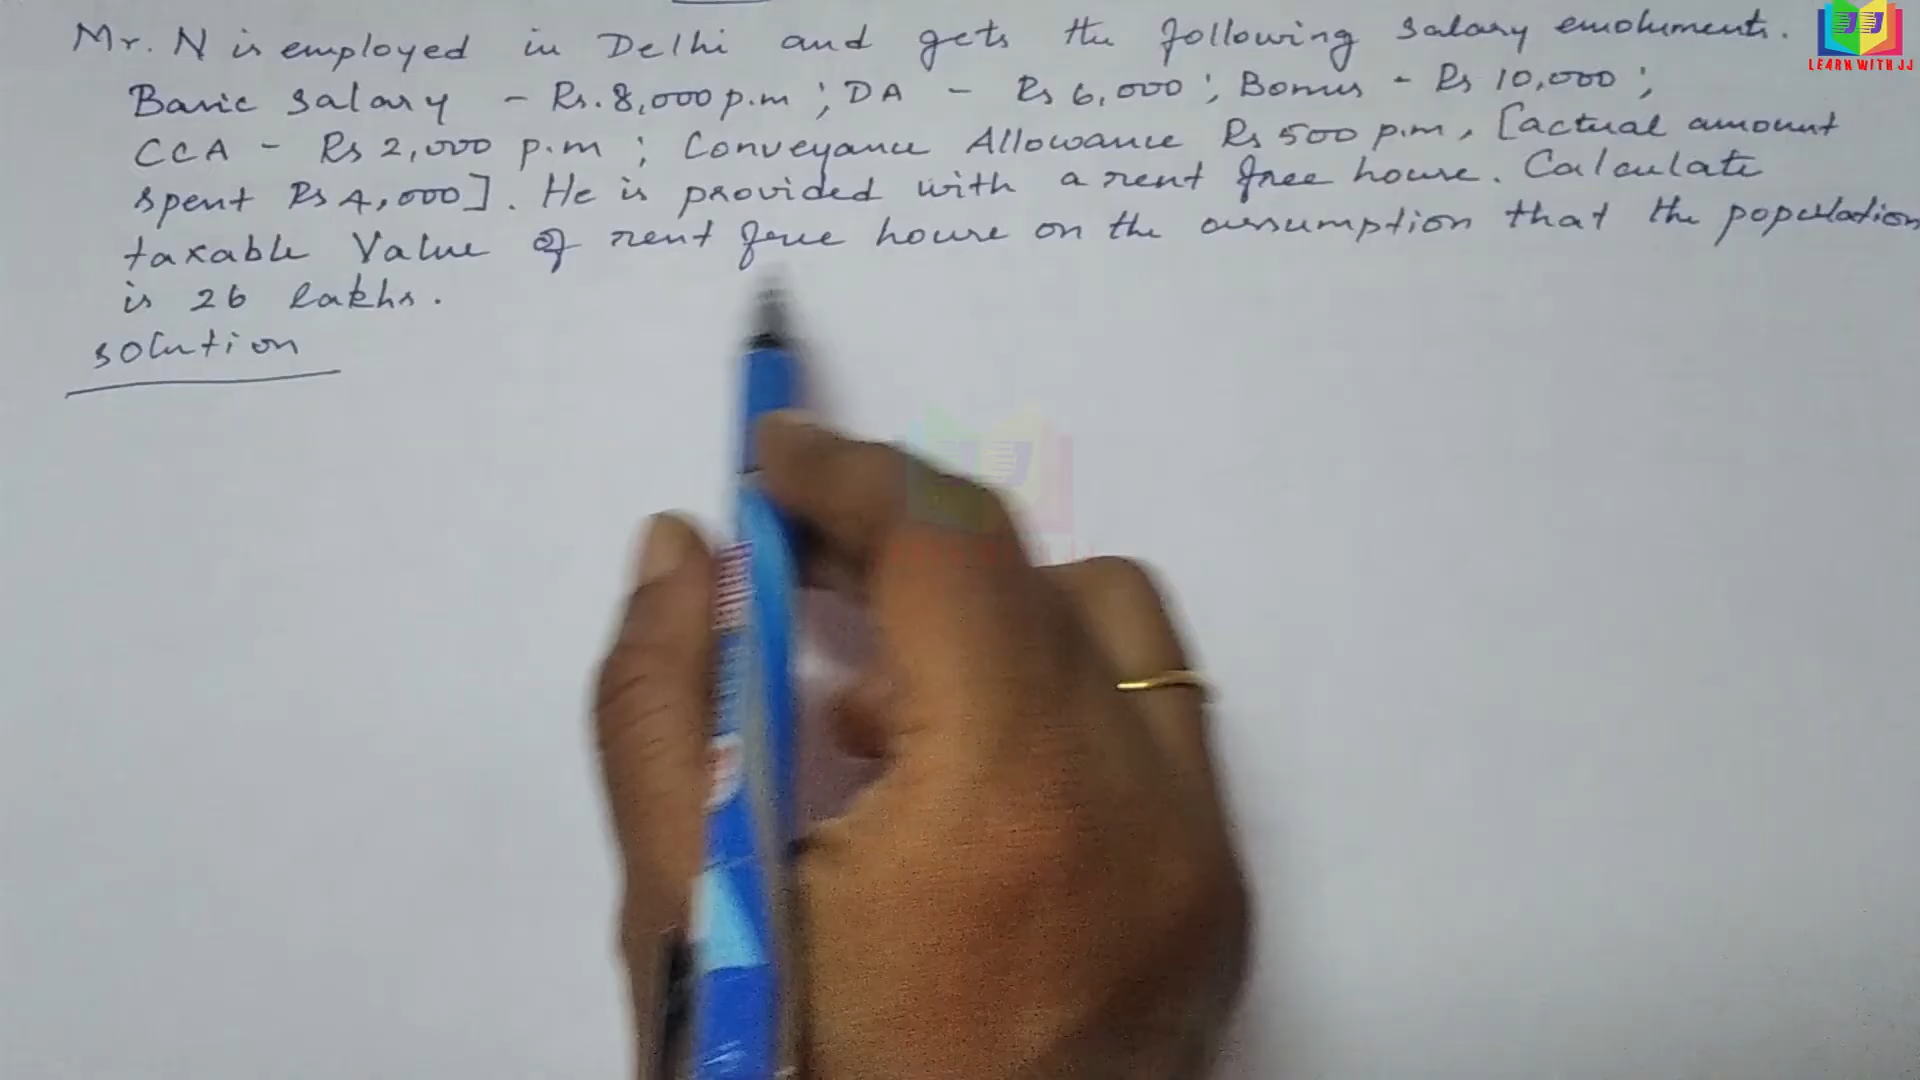 Mr. N is employed in Delhi and gets the following salary emoluments.
Basic salary - Rs. 8,000 p.m ; DA - Rs 6,000 ; Bonus - Rs 10,000 ;
CCA - Rs 2,000 p.m ; Conveyance Allowance Rs 500 p.m, [actual amount
spent Rs 4,000]. He is provided with a rent free house. Calculate
taxable Value of rent free house on the assumption that the population
is 26 lakhs.
solution
LEARN WITH JJ